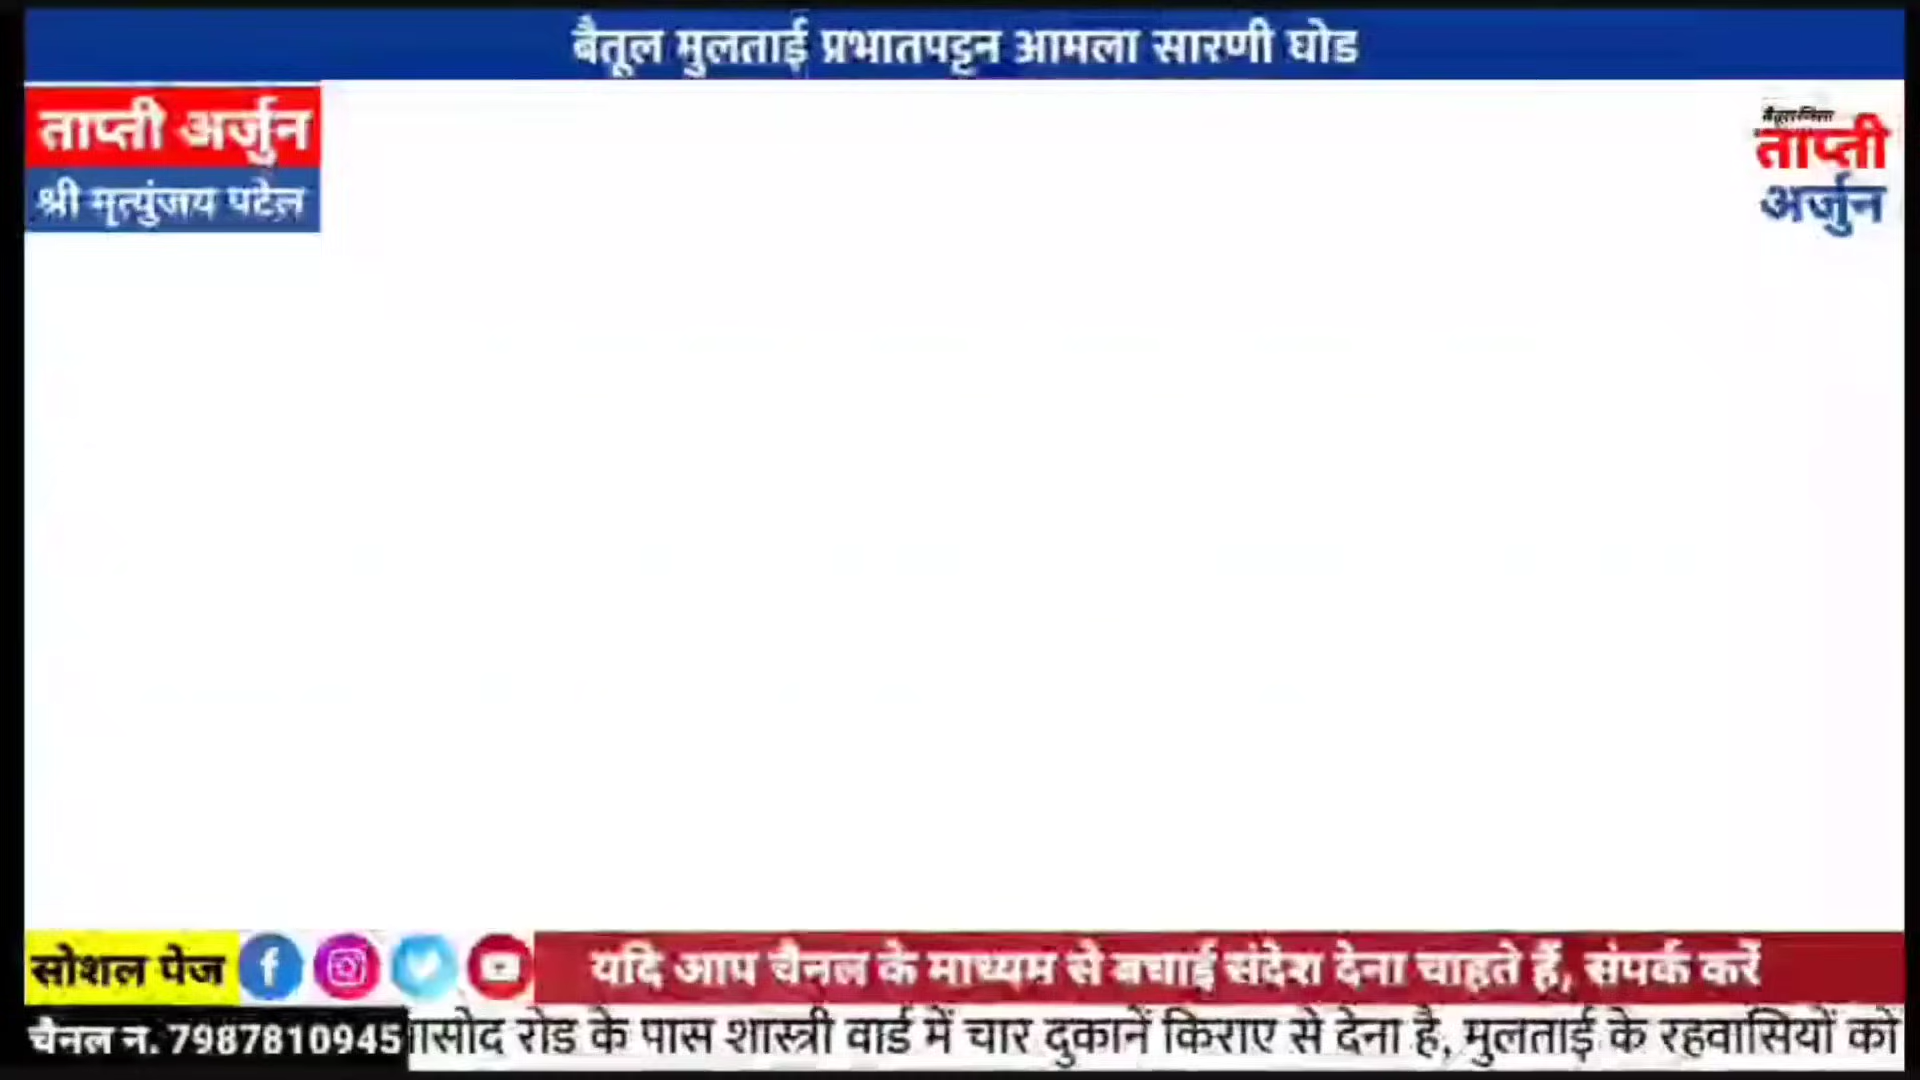 बैतूल मुलताई प्रभातपट्टन आमला सारणी घोड
ताप्ती अर्जुन
श्री मृत्युंजय पटेल
ताप्ती
अर्जुन
सोशल पेज
यदि आप चैनल के माध्यम से बधाई संदेश देना चाहते हैं, संपर्क करें
चैनल न. 7987810945
ासोद रोड के पास शास्त्री वार्ड में चार दुकानें किराए से देना है, मुलताई के रहवासियों को